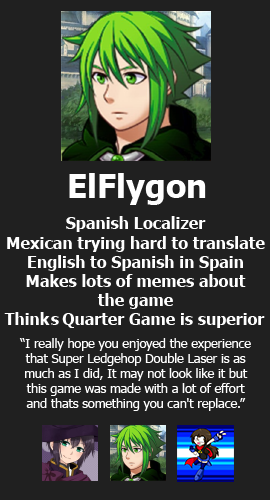 ElFlygon
Spanish Localizer
Mexican trying hard to translate
English to Spanish in Spain
Makes lots of memes about
the game
Thinks Quarter Game is superior
“I really hope you enjoyed the experience
that Super Ledgehop Double Laser is as
much as I did, It may not look like it but
this game was made with a lot of effort
and thats something you can't replace.”